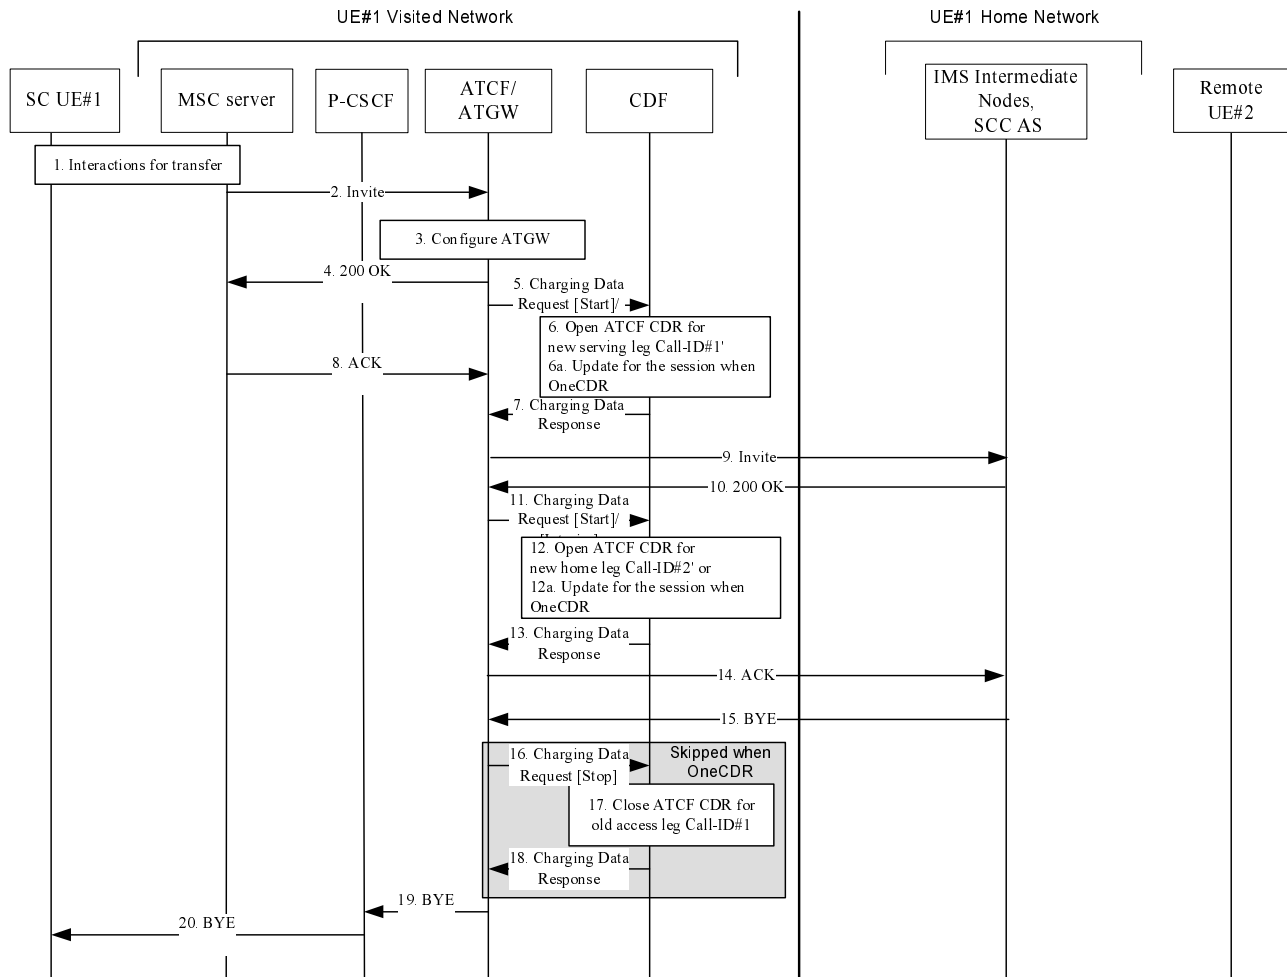 UE#1 Visited Network
UE#1 Home Network
SC UE#1
MSC server
P-CSCF
ATCF/
ATGW
CDF
IMS Intermediate
Nodes,
SCC AS
Remote
UE#2
1. Interactions for transfer
2. Invite
3. Configure ATGW
4. 200 OK
5. Charging Data
Request [Start]/
6. Open ATCF CDR for
new serving leg Call-ID#1'
6a. Update for the session when
OneCDR
8. ACK
7. Charging Data
Response
9. Invite
10. 200 OK
11. Charging Data
Request [Start]/
12. Open ATCF CDR for
new home leg Call-ID#2' or
12a. Update for the session when
OneCDR
13. Charging Data
Response
14. ACK
15. BYE
Skipped when
OneCDR
16. Charging Data
Request [Stop]
17. Close ATCF CDR for
old access leg Call-ID#1
18. Charging Data
Response
19. BYE
20. BYE